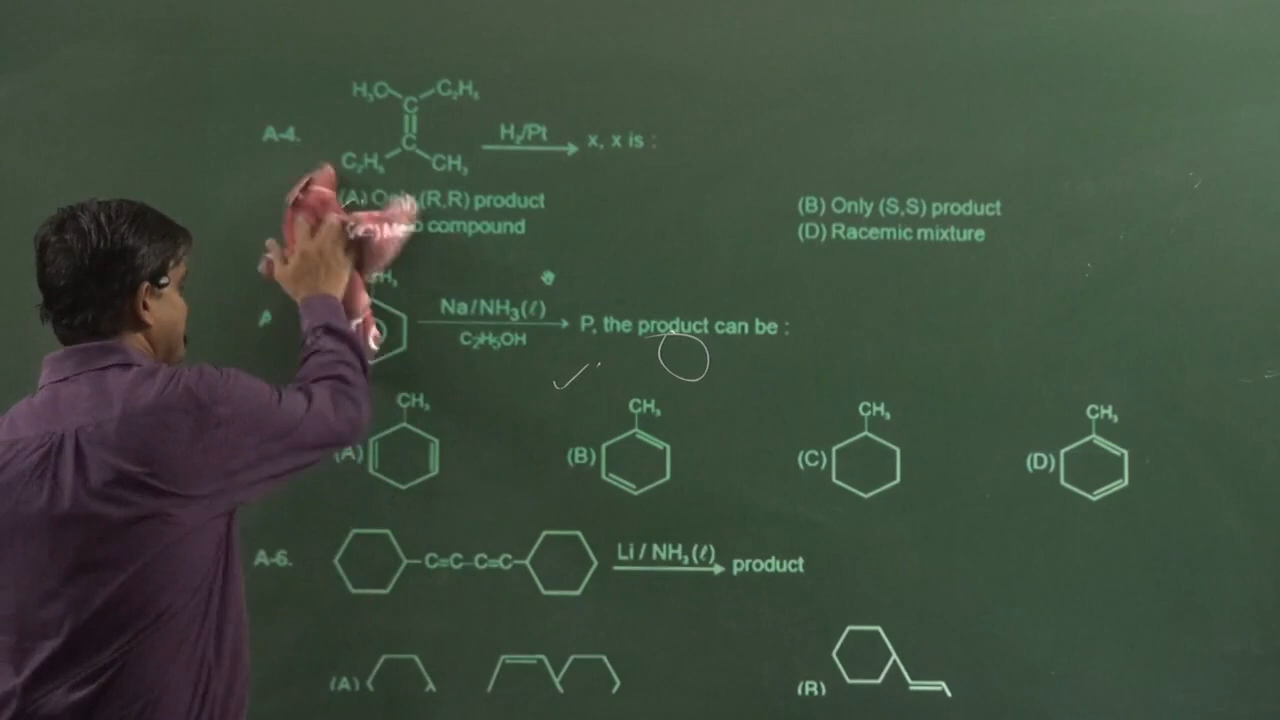 H₃C C₂H₅
C
A-4. H₂/Pt x, x is :
C
C₂H₅ CH₃
(A) Only (R,R) product (B) Only (S,S) product
compound (D) Racemic mixture
Na/NH₃(ℓ)
P, the product can be :
C₂H₅OH
CH₃ CH₃ CH₃ CH₃
(A) (B) (C) (D)
A-6. C=C-C=C Li / NH₃(ℓ) product
(A) (B)